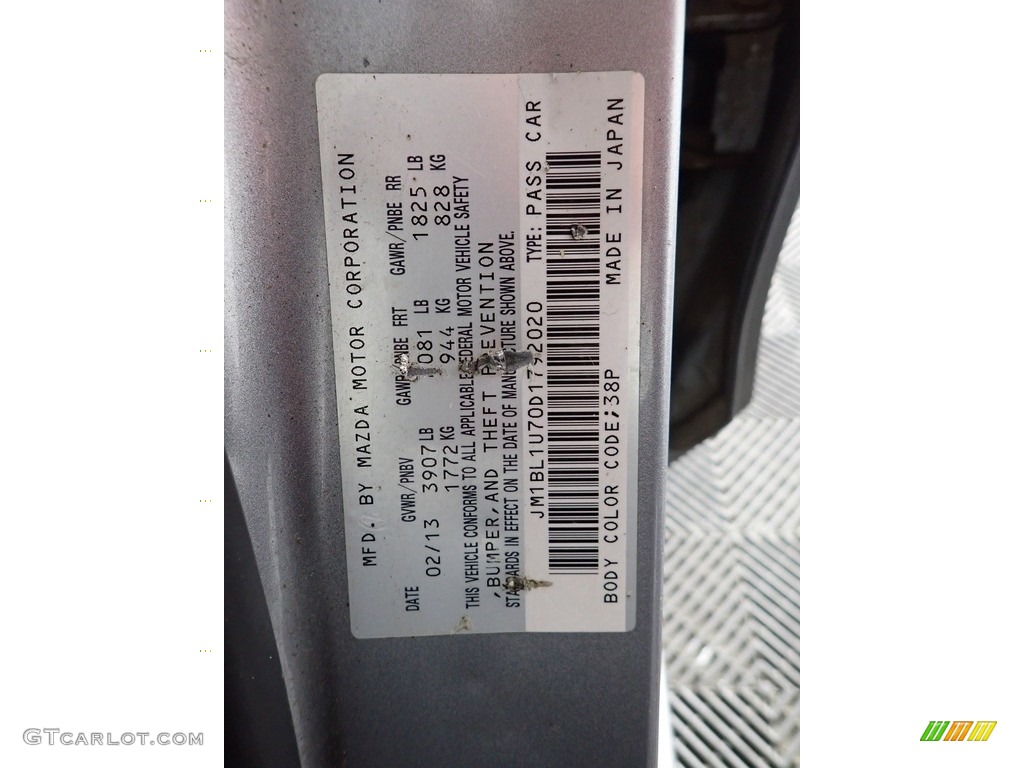 MFD. BY MAZDA MOTOR CORPORATION
DATE GVWR/PNBV GAWR/PNBE FRT GAWR/PNBE RR
02/13 3907 LB 081 LB 1825 LB
1772 KG 944 KG 828 KG
THIS VEHICLE CONFORMS TO ALL APPLICABLE FEDERAL MOTOR VEHICLE SAFETY
,BUMPER, AND THEFT PREVENTION
STANDARDS IN EFFECT ON THE DATE OF MANUFACTURE SHOWN ABOVE.
JM1BL1U70D1792020 TYPE: PASS CAR
BODY COLOR CODE;38P MADE IN JAPAN
GTcarlot.com